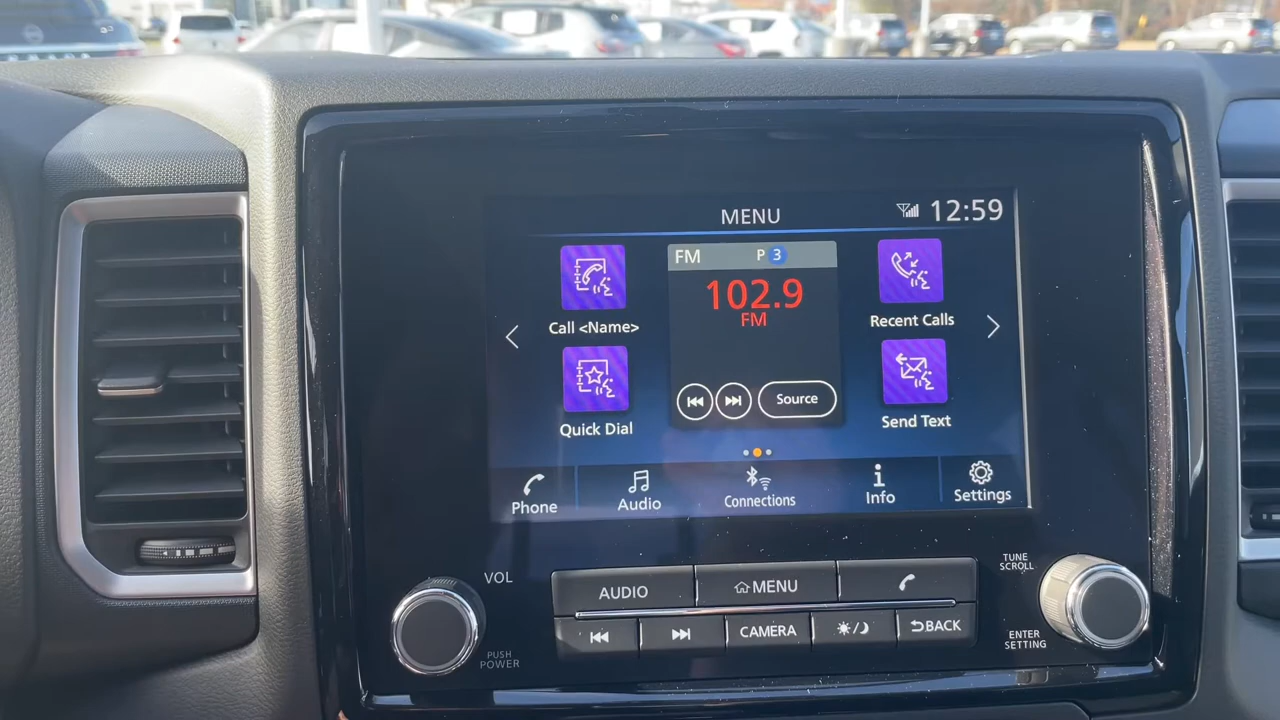 MENU
12:59
FM P 3
102.9
FM
Call <Name>
Recent Calls
Source
Quick Dial
Send Text
Phone
Audio
Connections
Info
Settings
VOL
PUSH
POWER
AUDIO
MENU
CAMERA
BACK
TUNE
SCROLL
ENTER
SETTING